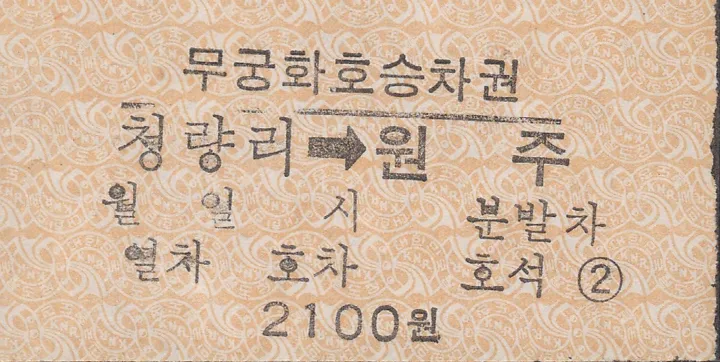 무궁화호승차권
청량리➡원주
월 일 시 분발차
열차 호차 호석 ②
2100원